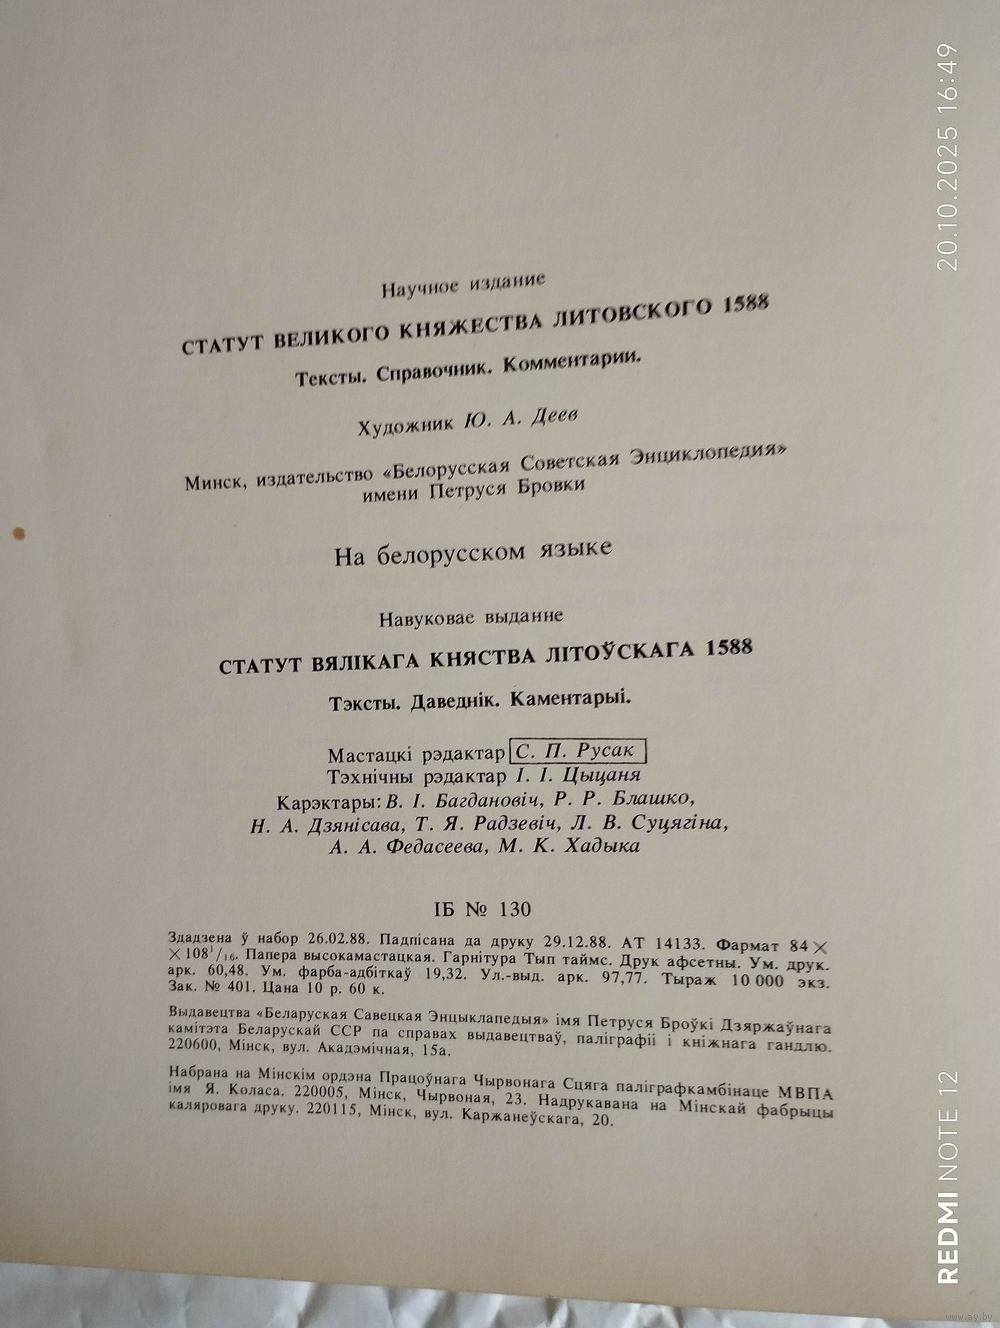 Научное издание
СТАТУТ ВЕЛИКОГО КНЯЖЕСТВА ЛИТОВСКОГО 1588
Тексты. Справочник. Комментарии.
Художник Ю. А. Деев
Минск, издательство «Белорусская Советская Энциклопедия»
имени Петруся Бровки
На белорусском языке
Навуковае выданне
СТАТУТ ВЯЛІКАГА КНЯСТВА ЛІТОЎСКАГА 1588
Тэксты. Даведнік. Каментарыі.
Мастацкі рэдактар С. П. Русак
Тэхнічны рэдактар І. І. Цыцаня
Карэктары: В. І. Багдановіч, Р. Р. Блашко,
Н. А. Дзянісава, Т. Я. Радзевіч, Л. В. Суцягіна,
А. А. Федасеева, М. К. Хадыка
ІБ № 130
Здадзена ў набор 26.02.88. Падпісана да друку 29.12.88. АТ 14133. Фармат 84×
×108¹/₁₆. Папера высокамастацкая. Гарнітура Тып таймс. Друк афсетны. Ум. друк.
арк. 60,48. Ум. фарба-адбіткаў 19,32. Ул.-выд. арк. 97,77. Тыраж 10 000 экз.
Зак. № 401. Цана 10 р. 60 к.
Выдавецтва «Беларуская Савецкая Энцыклапедыя» імя Петруся Броўкі Дзяржаўнага
камітэта Беларускай ССР па справах выдавецтваў, паліграфіі і кніжнага гандлю.
220600, Мінск, вул. Акадэмічная, 15а.
Набрана на Мінскім ордэна Працоўнага Чырвонага Сцяга паліграфкамбінаце МВПА
імя Я. Коласа. 220005, Мінск, Чырвоная, 23. Надрукавана на Мінскай фабрыцы
каляровага друку. 220115, Мінск, вул. Каржанеўскага, 20.
20.10.2025 16:49
REDMI NOTE 12
www.ay.by